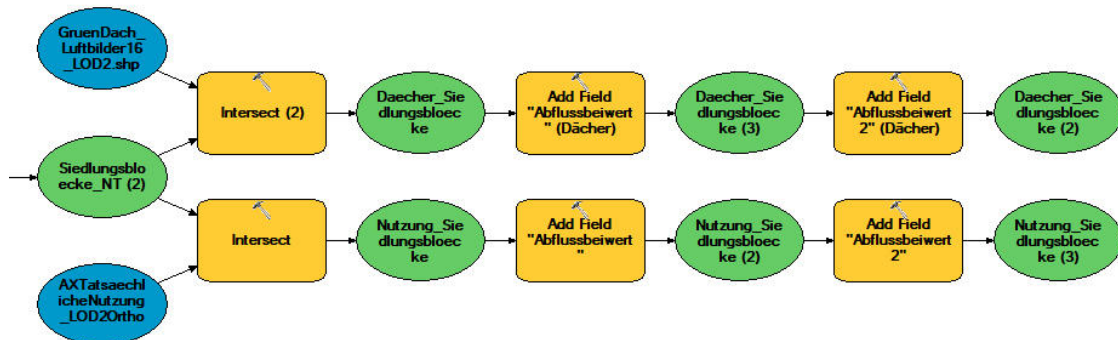 GruenDach_
Luftbilder16
_LOD2.shp
Intersect (2)
Daecher_Sie
dlungsbloec
ke
Add Field
"Abflussbeiwert
" (Dächer)
Daecher_Sie
dlungsbloec
ke (3)
Add Field
"Abflussbeiwert
2" (Dächer)
Daecher_Sie
dlungsbloec
ke (2)
Siedlungsblo
ecke_NT (2)
Intersect
Nutzung_Sie
dlungsbloec
ke
Add Field
"Abflussbeiwert
"
Nutzung_Sie
dlungsbloec
ke (2)
Add Field
"Abflussbeiwert
2"
Nutzung_Sie
dlungsbloec
ke (3)
AXTatsaechl
icheNutzung
_LOD2Ortho